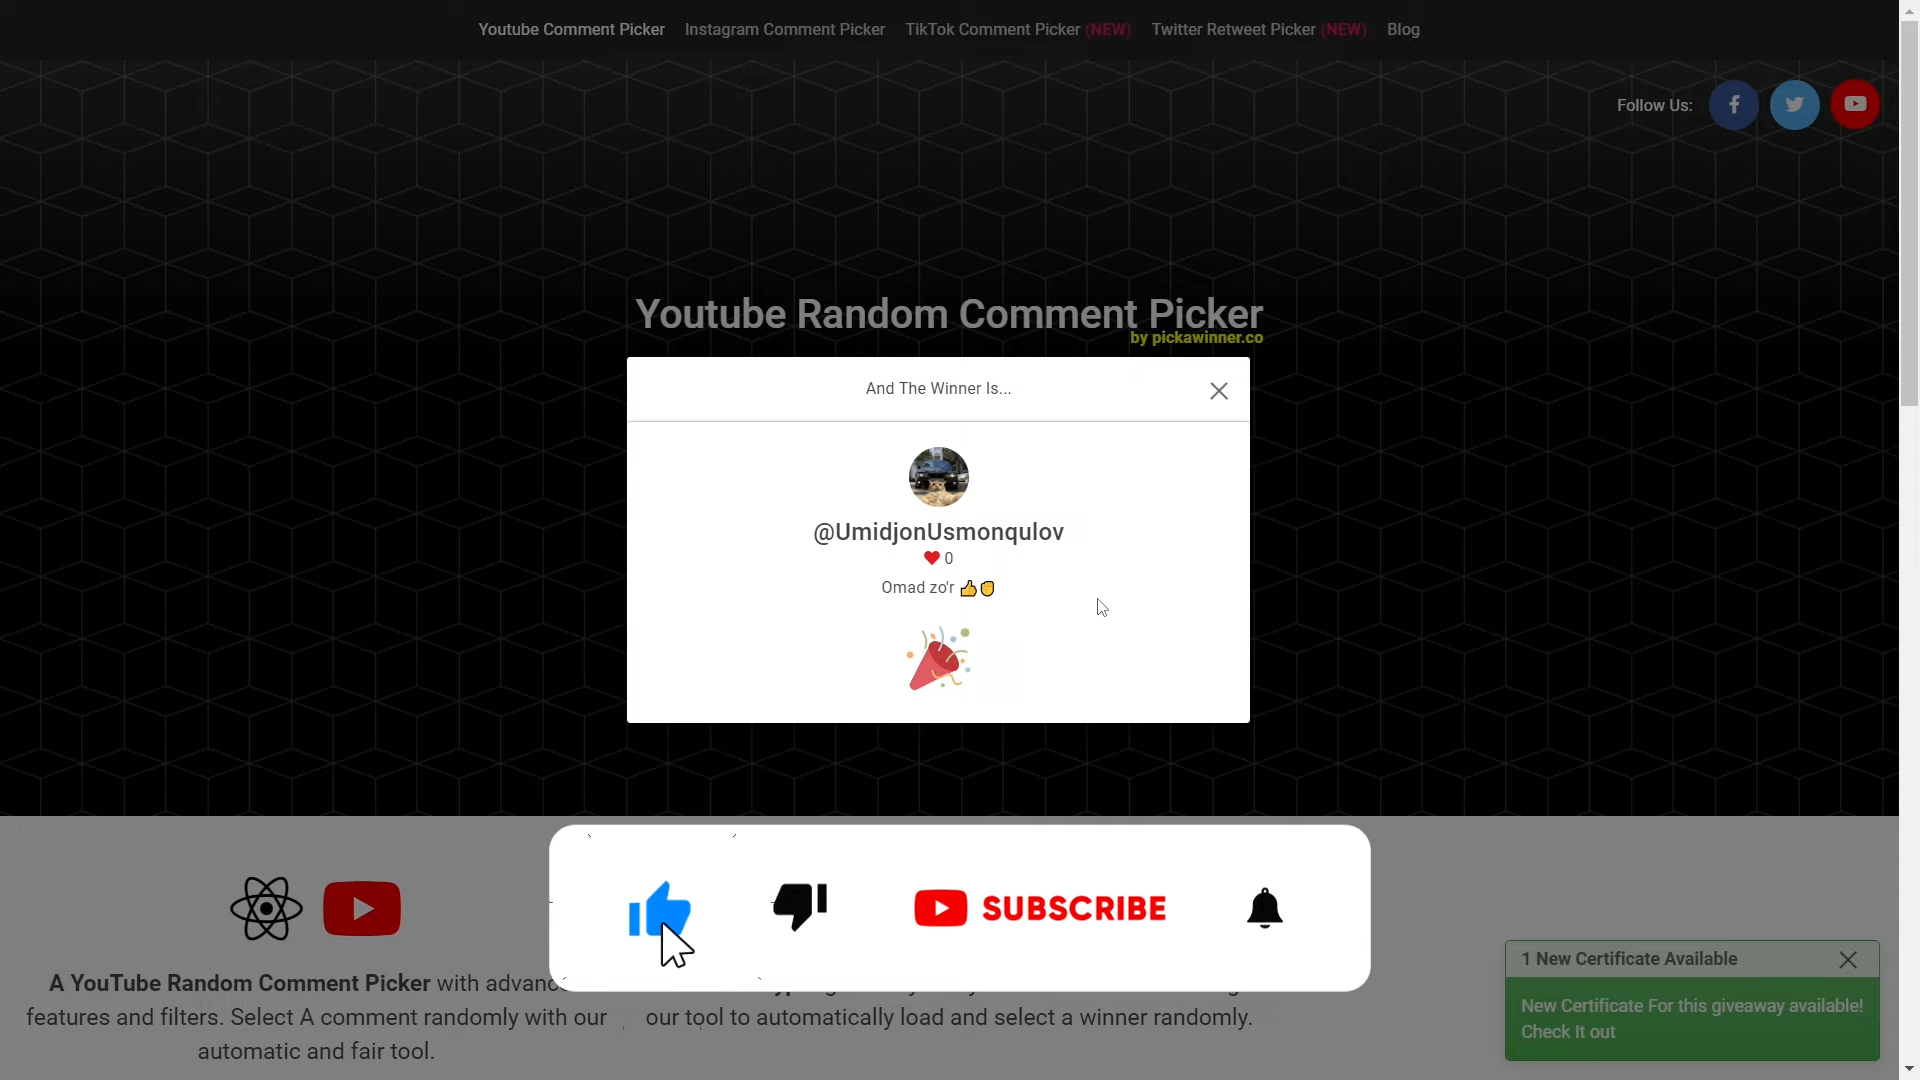 Youtube Comment Picker Instagram Comment Picker TikTok Comment Picker (NEW) Twitter Retweet Picker (NEW) Blog
Follow Us:
Youtube Random Comment Picker
by pickawinner.co
And The Winner Is...
@UmidjonUsmonqulov
❤ 0
Omad zo'r 👍✊
SUBSCRIBE
A YouTube Random Comment Picker with
features and filters. Select A comment randomly with our
automatic and fair tool.
our tool to automatically load and select a winner randomly.
1 New Certificate Available
New Certificate For this giveaway available!
Check It out